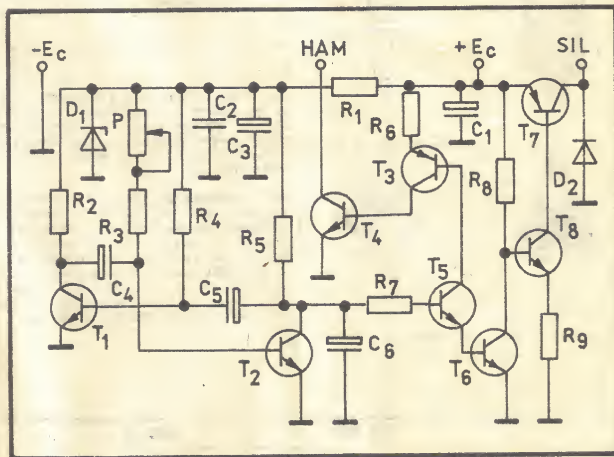 -Ec HAM +Ec SIL
D1 P C2 C3 R1 R6 C1 T7
R2 R3 R4 R5 T3 T4 R8 D2
T8
C4 C5 R7 T5
T1 T2 C6 T6 R9